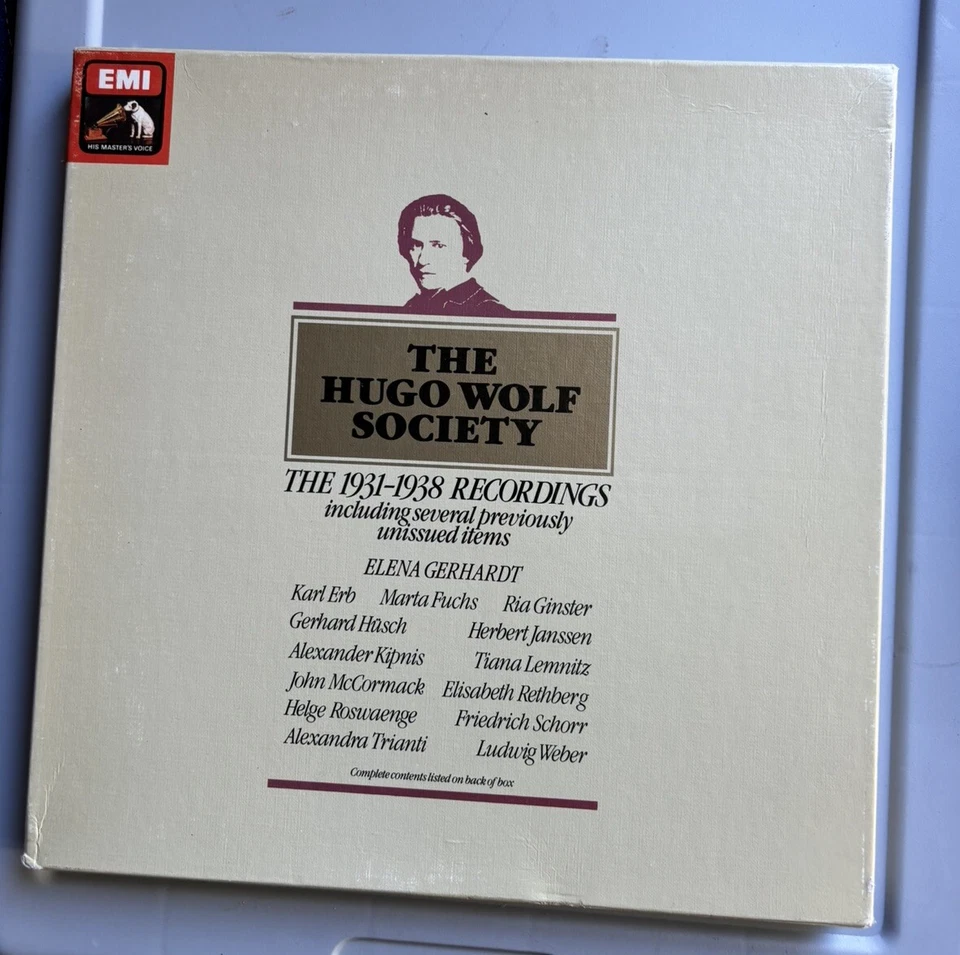 EMI
HIS MASTER'S VOICE
THE
HUGO WOLF
SOCIETY
THE 1931-1938 RECORDINGS
including several previously
unissued items
ELENA GERHARDT
Karl Erb Marta Fuchs Ria Ginster
Gerhard Hüsch Herbert Janssen
Alexander Kipnis Tiana Lemnitz
John McCormack Elisabeth Rethberg
Helge Roswaenge Friedrich Schorr
Alexandra Trianti Ludwig Weber
Complete contents listed on back of box